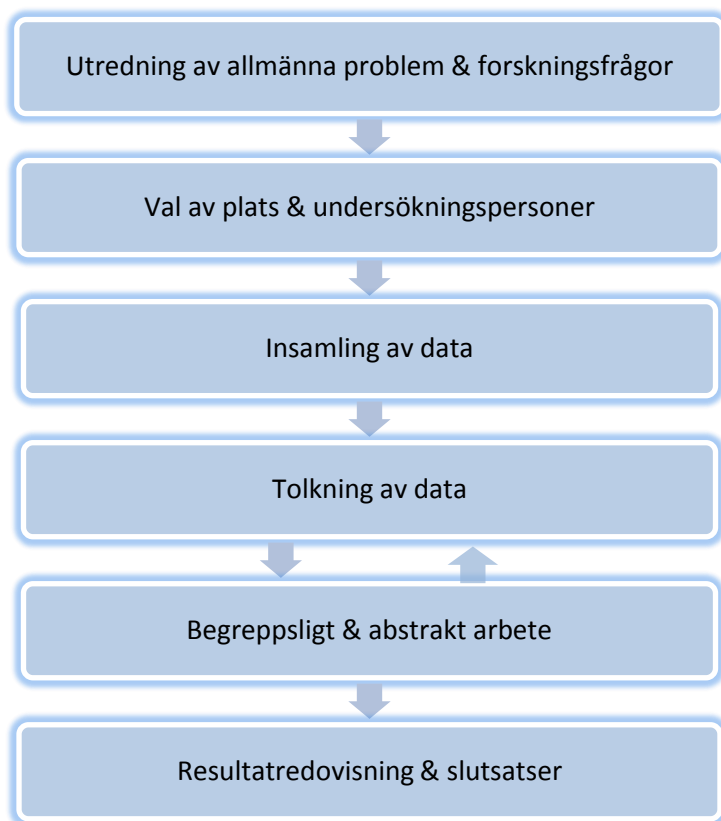 Utredning av allmänna problem & forskningsfrågor
Val av plats & undersökningspersoner
Insamling av data
Tolkning av data
Begreppsligt & abstrakt arbete
Resultatredovisning & slutsatser